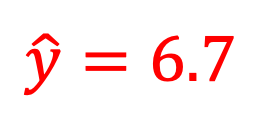 ŷ = 6.7